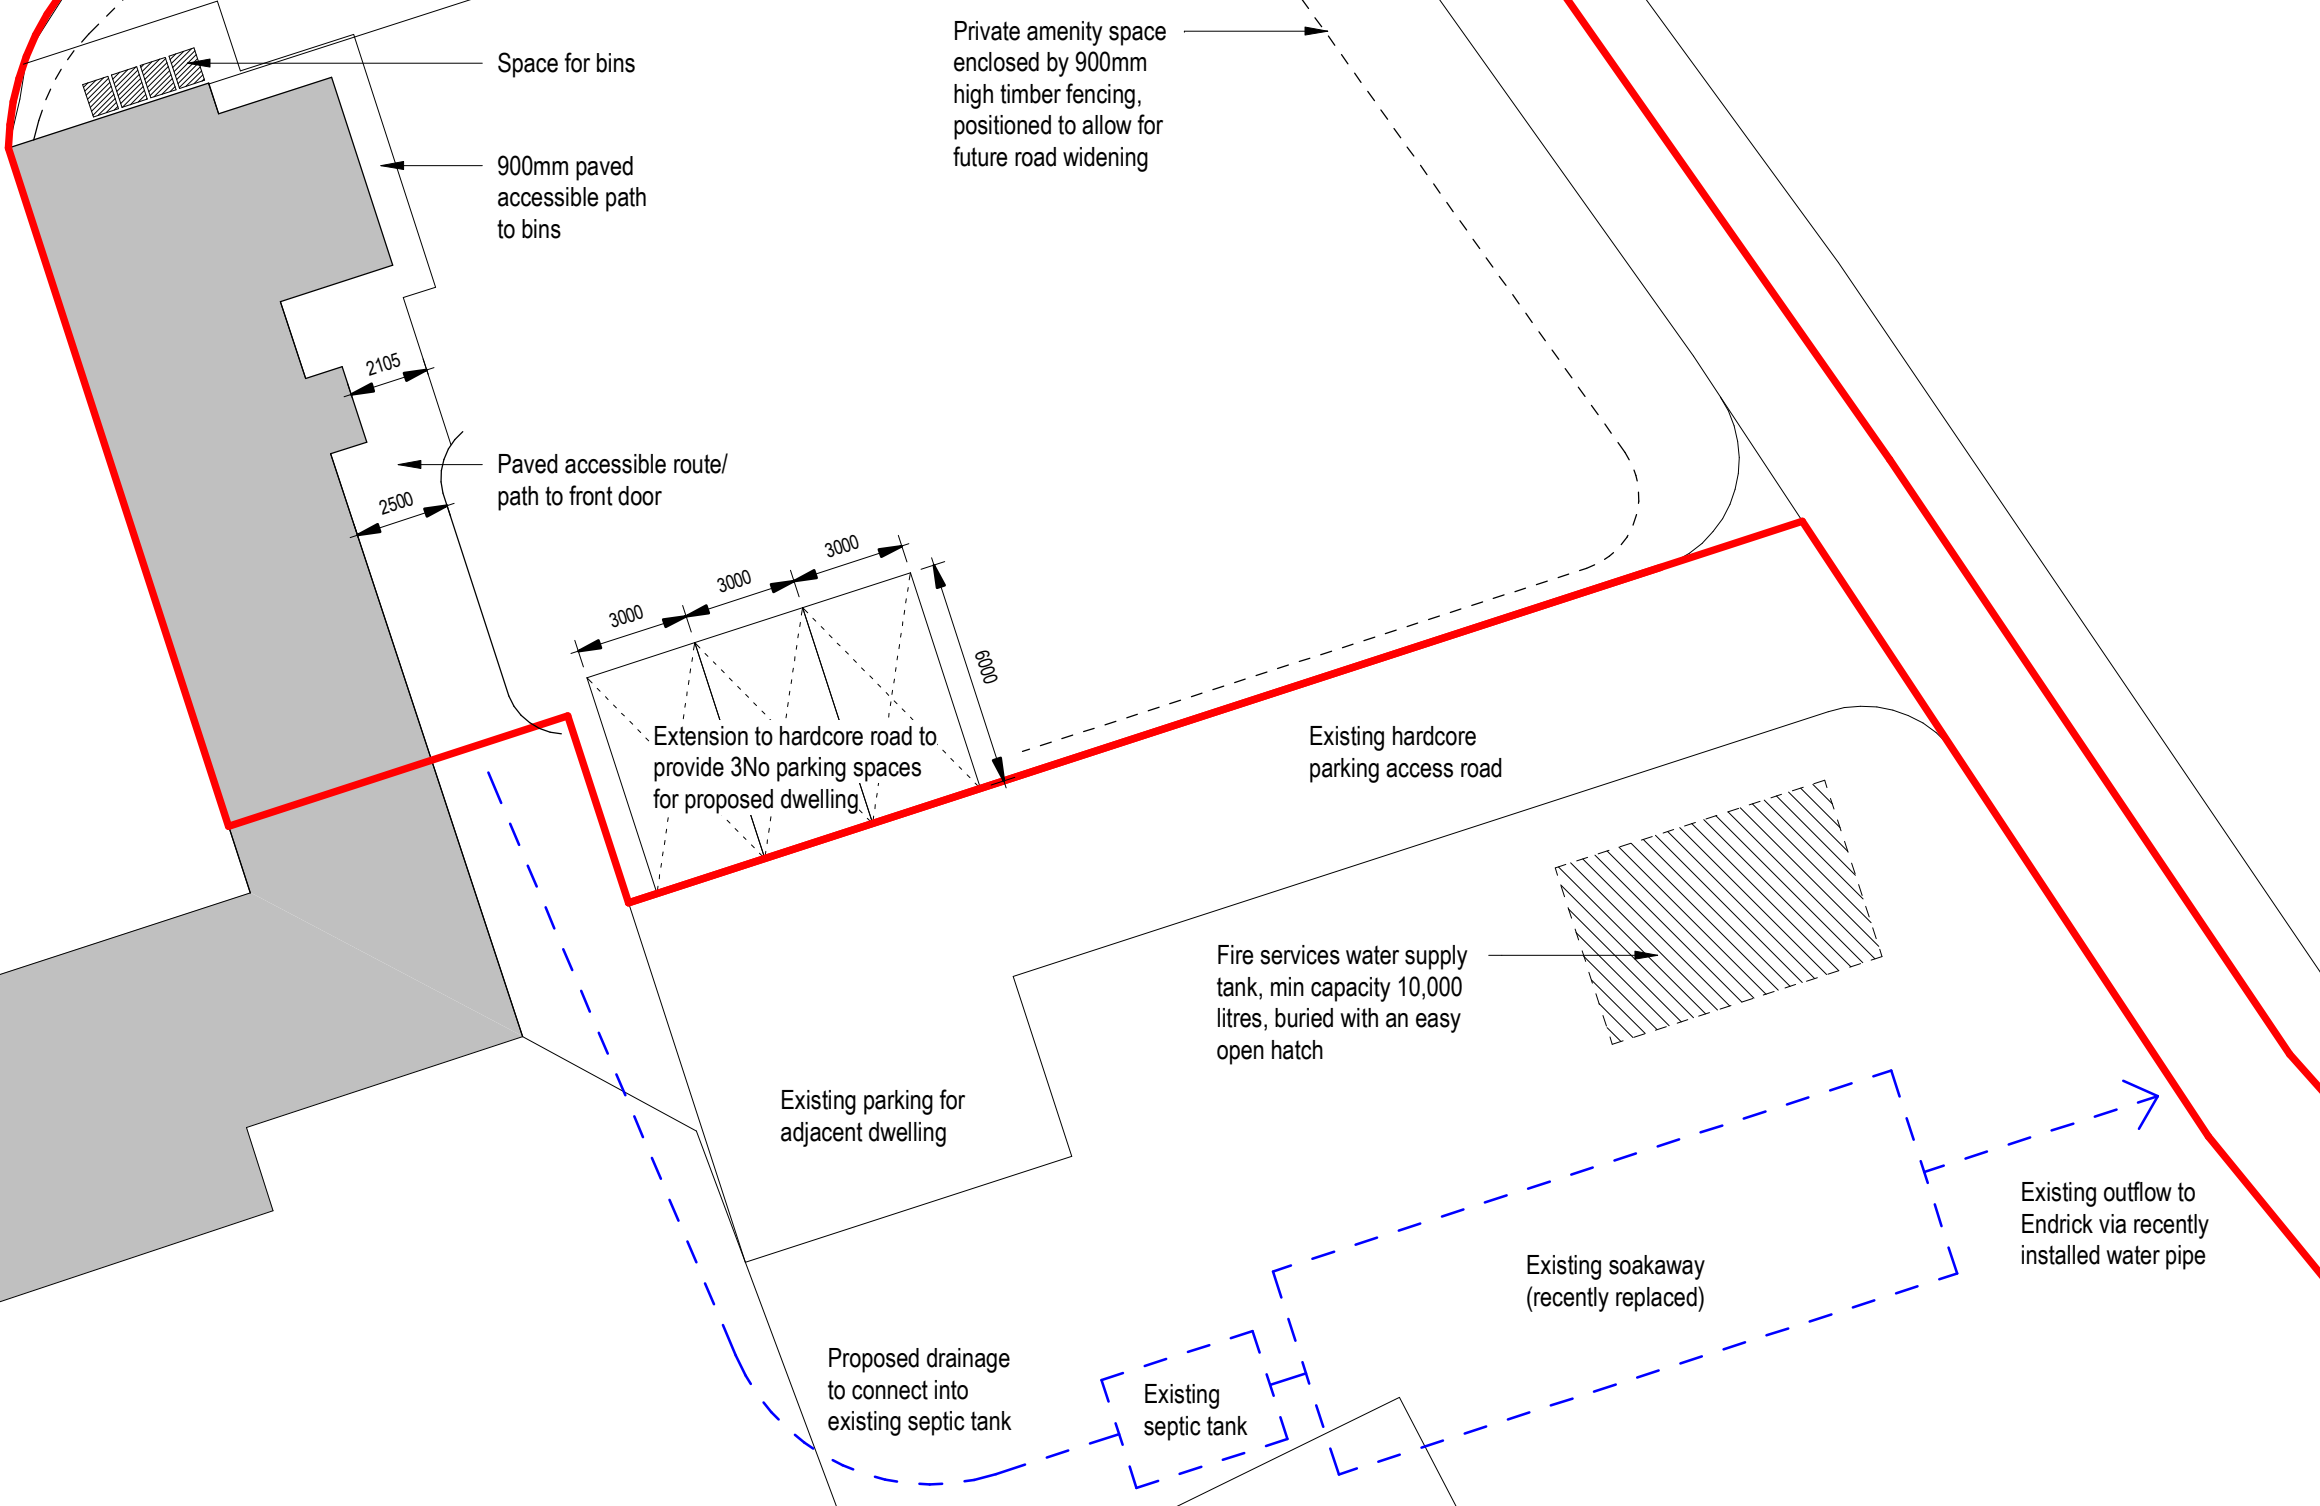 Space for bins
900mm paved
accessible path
to bins
Private amenity space
enclosed by 900mm
high timber fencing,
positioned to allow for
future road widening
2105
Paved accessible route/
path to front door
2500
3000
3000
3000
6000
Extension to hardcore road to
provide 3No parking spaces
for proposed dwelling
Existing hardcore
parking access road
Fire services water supply
tank, min capacity 10,000
litres, buried with an easy
open hatch
Existing parking for
adjacent dwelling
Existing outflow to
Endrick via recently
installed water pipe
Existing soakaway
(recently replaced)
Proposed drainage
to connect into
existing septic tank
Existing
septic tank